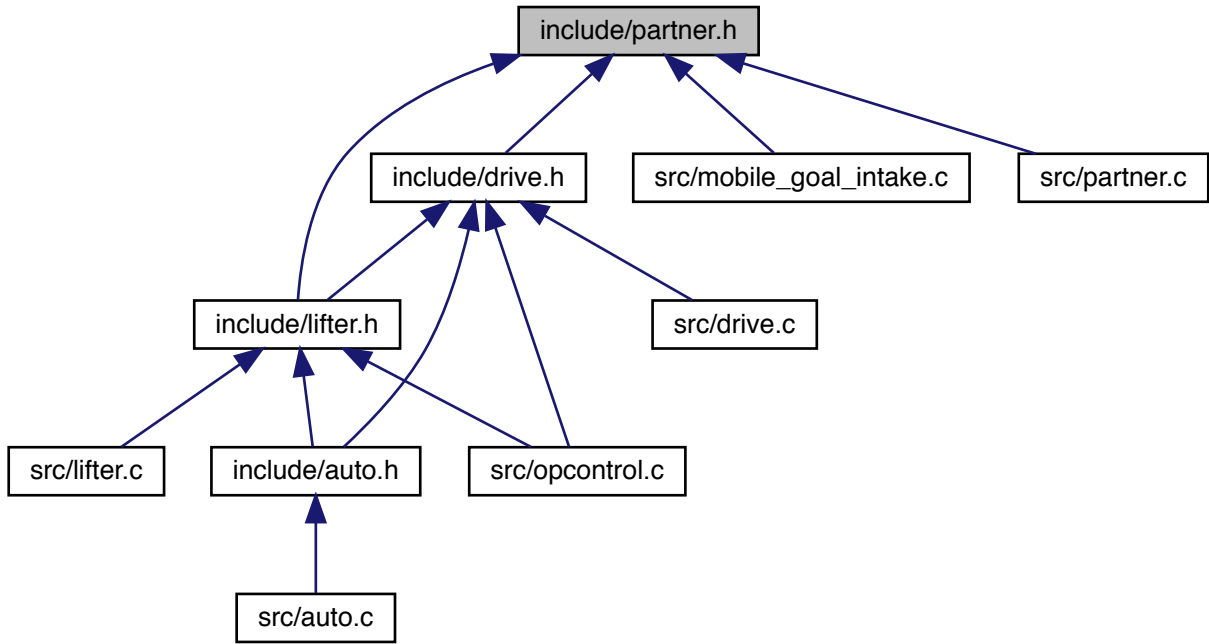 include/partner.h
include/drive.h
src/mobile_goal_intake.c
src/partner.c
include/lifter.h
src/drive.c
src/lifter.c
include/auto.h
src/opcontrol.c
src/auto.c